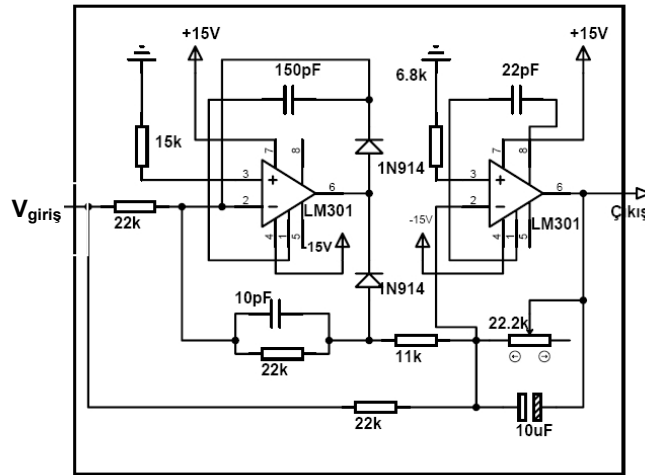 +15V
150pF
15k
7
8
3
2
6
4
1
5
LM301
-15V
1N914
1N914
Vgiriş
22k
10pF
22k
11k
22k
6.8k
22pF
+15V
7
8
3
2
6
4
1
5
LM301
-15V
Çıkış
22.2k
10uF